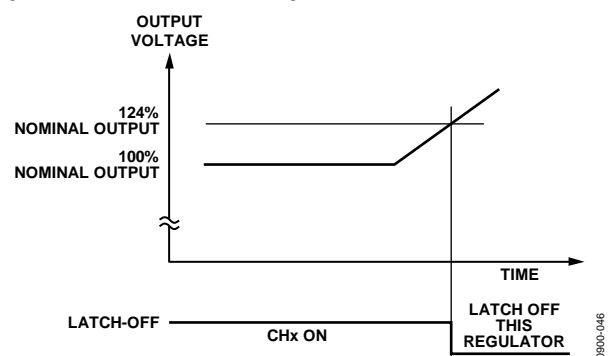 OUTPUT
VOLTAGE
124%
NOMINAL OUTPUT
100%
NOMINAL OUTPUT
TIME
LATCH-OFF
CHx ON
LATCH OFF
THIS
REGULATOR